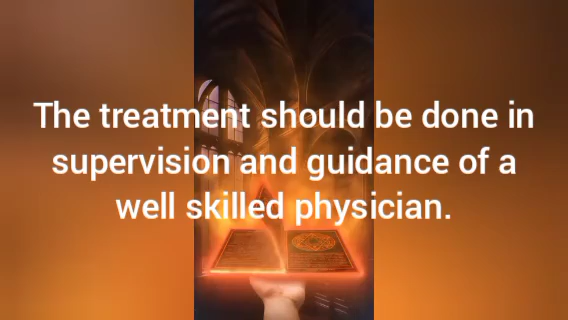 The treatment should be done in
supervision and guidance of a
well skilled physician.